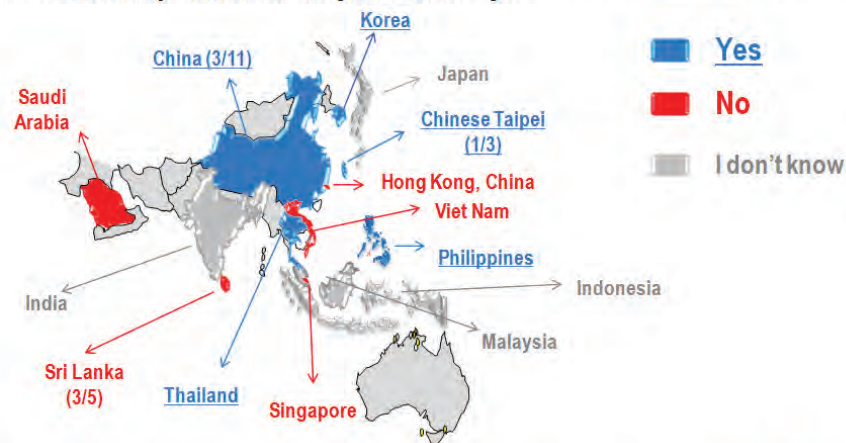 Korea
China (3/11)
Japan
Saudi
Arabia
Chinese Taipei
(1/3)
Hong Kong, China
Viet Nam
Philippines
India
Indonesia
Malaysia
Sri Lanka
(3/5)
Thailand
Singapore
Yes
No
I don't know